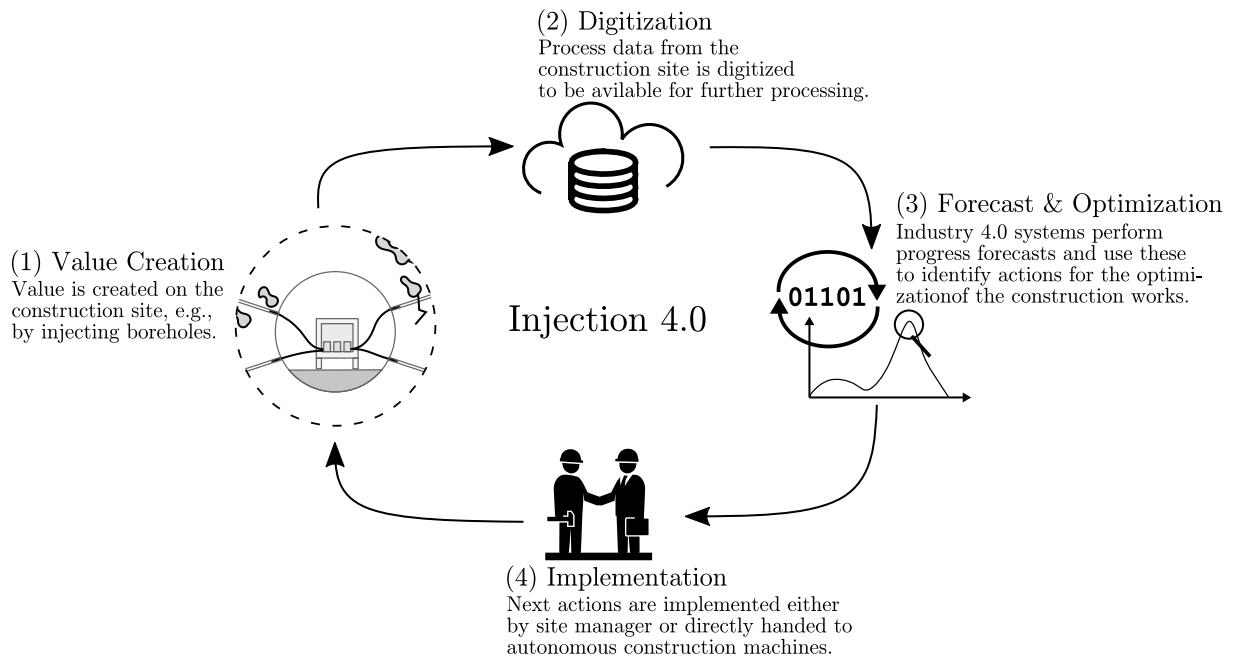 (2) Digitization
Process data from the
construction site is digitized
to be avilable for further processing.
(3) Forecast & Optimization
Industry 4.0 systems perform
progress forecasts and use these
to identify actions for the optimi-
zationof the construction works.
01101
(1) Value Creation
Value is created on the
construction site, e.g.,
by injecting boreholes.
Injection 4.0
(4) Implementation
Next actions are implemented either
by site manager or directly handed to
autonomous construction machines.